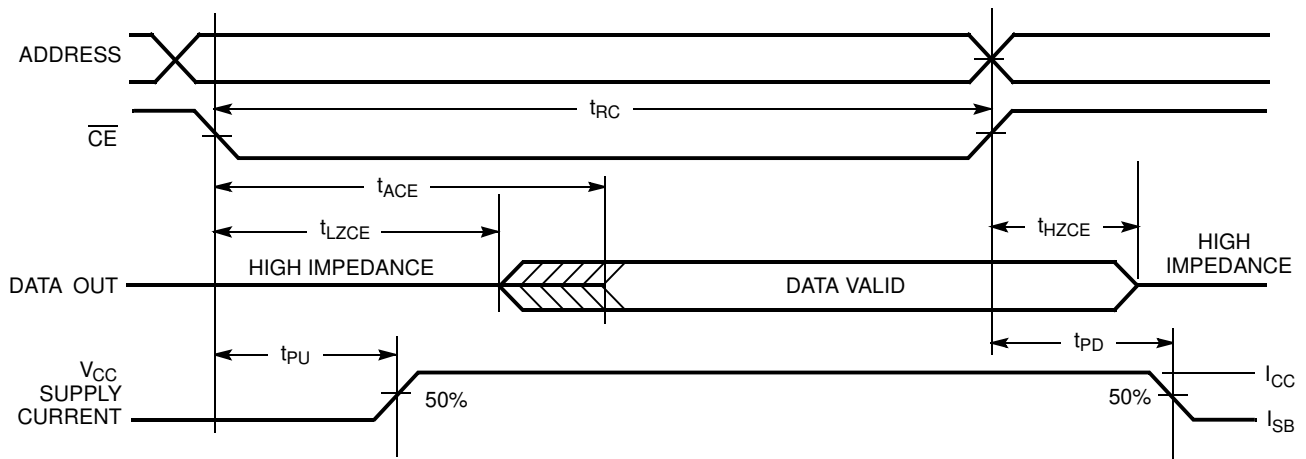 ADDRESS
tRC
CE
tACE
tLZCE
tHZCE
HIGH
IMPEDANCE
HIGH IMPEDANCE
DATA OUT
DATA VALID
tPU
tPD
VCC
SUPPLY
CURRENT
50%
50%
ICC
ISB